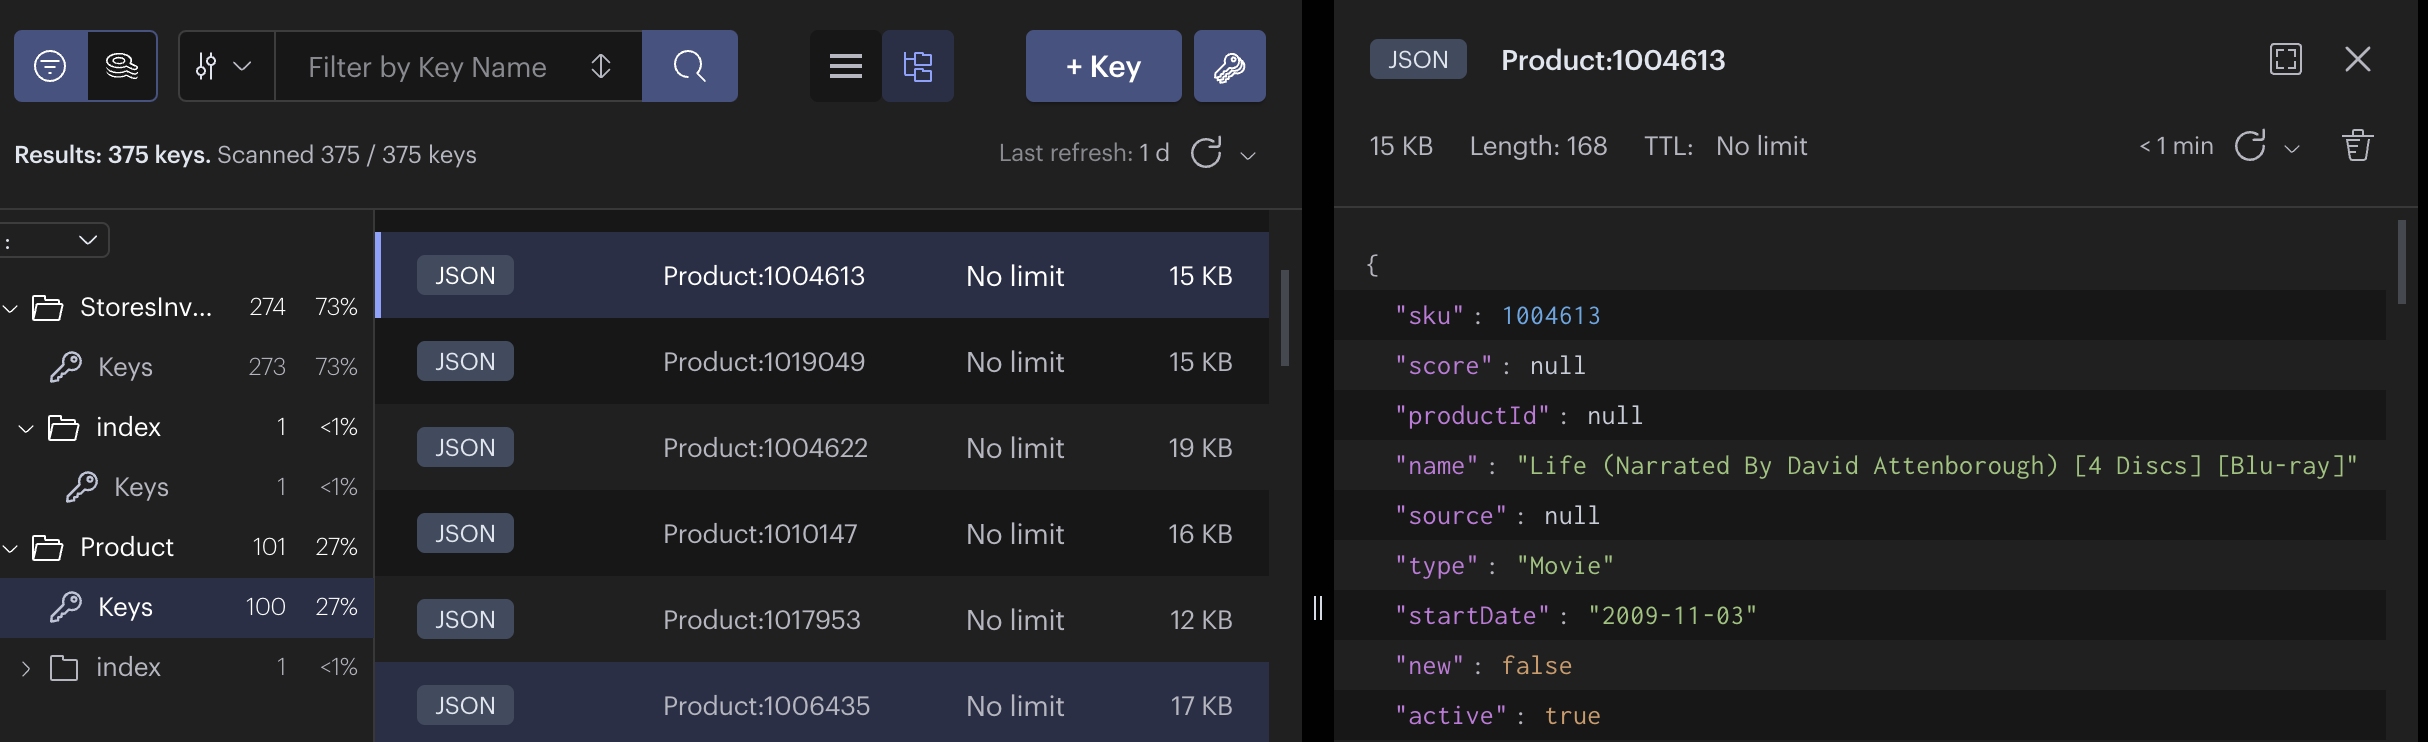 Filter by Key Name
+ Key
Results: 375 keys. Scanned 375 / 375 keys
Last refresh: 1 d
:
StoresInv... 274 73%
Keys 273 73%
index 1 <1%
Keys 1 <1%
Product 101 27%
Keys 100 27%
index 1 <1%
JSON Product:1004613 No limit 15 KB
JSON Product:1019049 No limit 15 KB
JSON Product:1004622 No limit 19 KB
JSON Product:1010147 No limit 16 KB
JSON Product:1017953 No limit 12 KB
JSON Product:1006435 No limit 17 KB
JSON Product:1004613
15 KB Length: 168 TTL: No limit < 1 min
{
"sku" : 1004613
"score" : null
"productId" : null
"name" : "Life (Narrated By David Attenborough) [4 Discs] [Blu-ray]"
"source" : null
"type" : "Movie"
"startDate" : "2009-11-03"
"new" : false
"active" : true